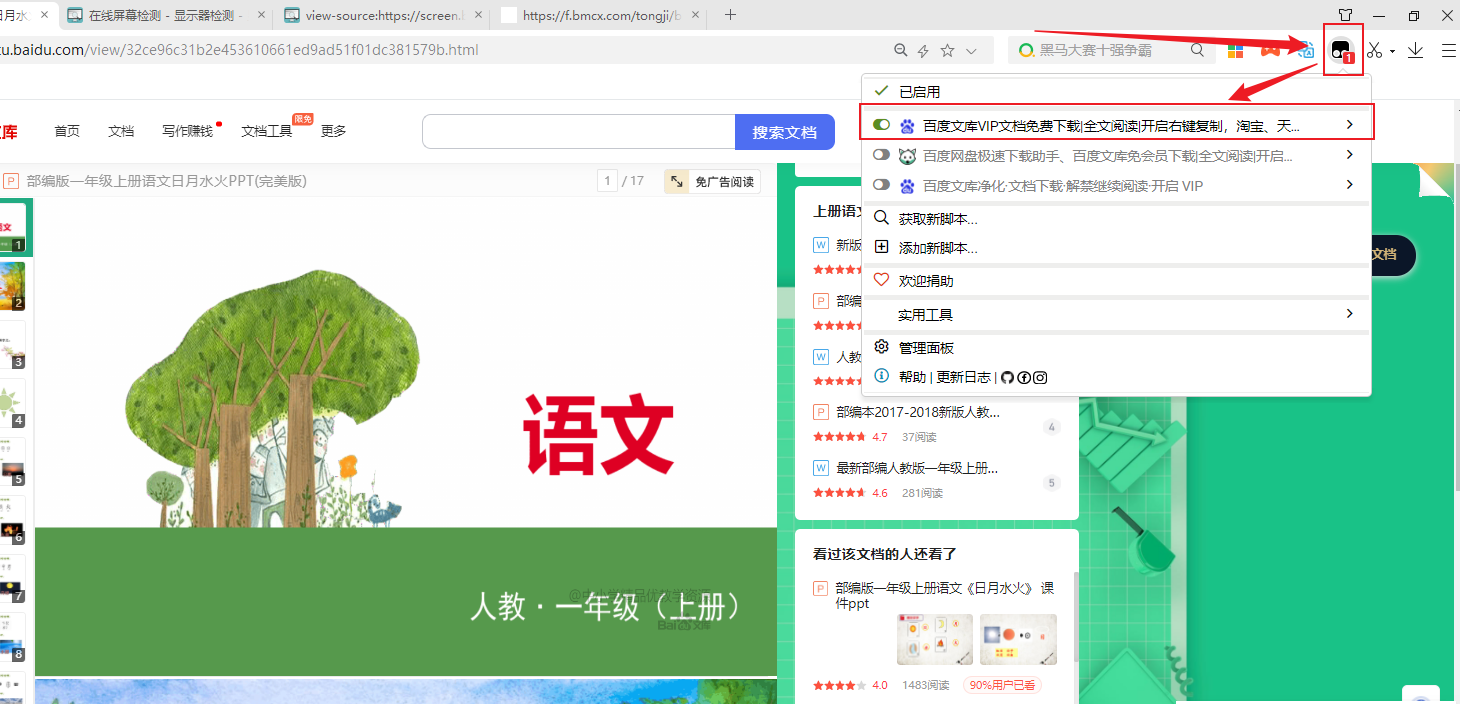 日月水
在线屏幕检测 - 显示器检测 -
view-source:https://screen.b
https://f.bmcx.com/tongji/b
tu.baidu.com/view/32ce96c31b2e453610661ed9ad51f01dc381579b.html
黑马大赛十强争霸
1
已启用
百度文库VIP文档免费下载|全文阅读|开启右键复制，淘宝、天...
百度网盘极速下载助手、百度文库免会员下载|全文阅读|开启...
百度文库净化·文档下载·解禁继续阅读·开启 VIP
获取新脚本...
添加新脚本...
欢迎捐助
实用工具
管理面板
帮助 | 更新日志 |
库
首页
文档
写作赚钱
文档工具
限免
更多
搜索文档
P
部编版一年级上册语文日月水火PPT(完美版)
1 / 17
免广告阅读
语文
1
2
3
4
5
6
7
8
语文
人教 · 一年级（上册）
Bai 文库
文档
上册语文
W 新版
P 部编
W 人教
P 部编本2017-2018新版人教...
4.7 37阅读
4
W 最新部编人教版一年级上册...
4.6 281阅读
5
看过该文档的人还看了
P 部编版一年级上册语文《日月水火》 课
件ppt
4.0 1483阅读 90%用户已看